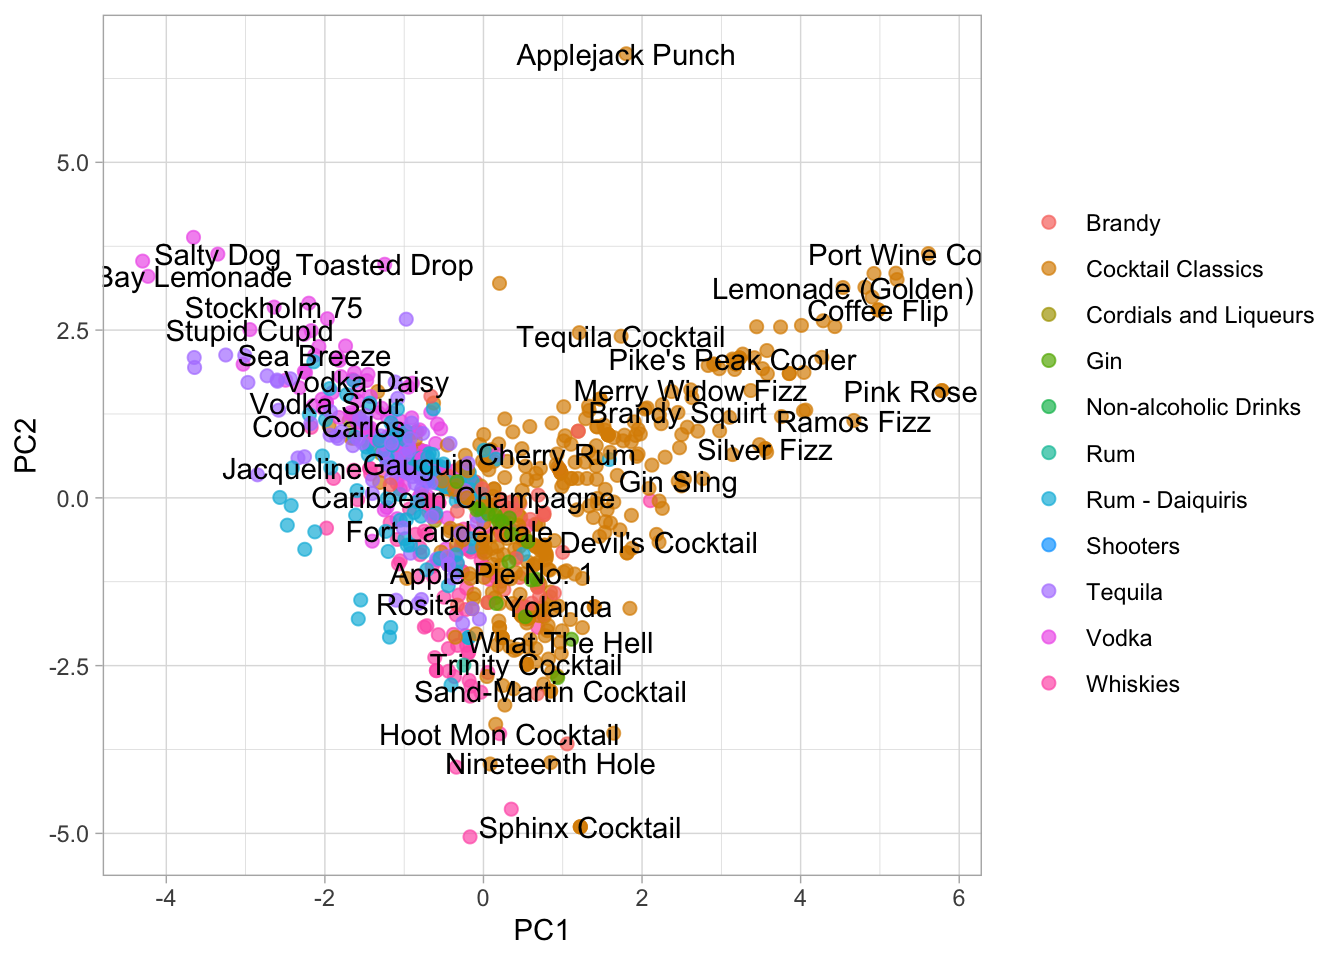 Applejack Punch
5.0
Salty Dog
Port Wine Co
Toasted Drop
Bay Lemonade
Lemonade (Golden)
Stockholm 75
Coffee Flip
2.5
Stupid Cupid
Tequila Cocktail
Sea Breeze
Pike's Peak Cooler
Vodka Daisy
Merry Widow Fizz
Pink Rose
Vodka Sour
Brandy Squirt
Cool Carlos
Ramos Fizz
Cherry Rum
Silver Fizz
Jacqueline
Gauguin
Gin Sling
0.0
Caribbean Champagne
Fort Lauderdale
Devil's Cocktail
Apple Pie No. 1
Rosita
Yolanda
What The Hell
-2.5
Trinity Cocktail
Sand-Martin Cocktail
Hoot Mon Cocktail
Nineteenth Hole
-5.0
Sphinx Cocktail
PC2
-4
-2
0
2
4
6
PC1
Brandy
Cocktail Classics
Cordials and Liqueurs
Gin
Non-alcoholic Drinks
Rum
Rum - Daiquiris
Shooters
Tequila
Vodka
Whiskies